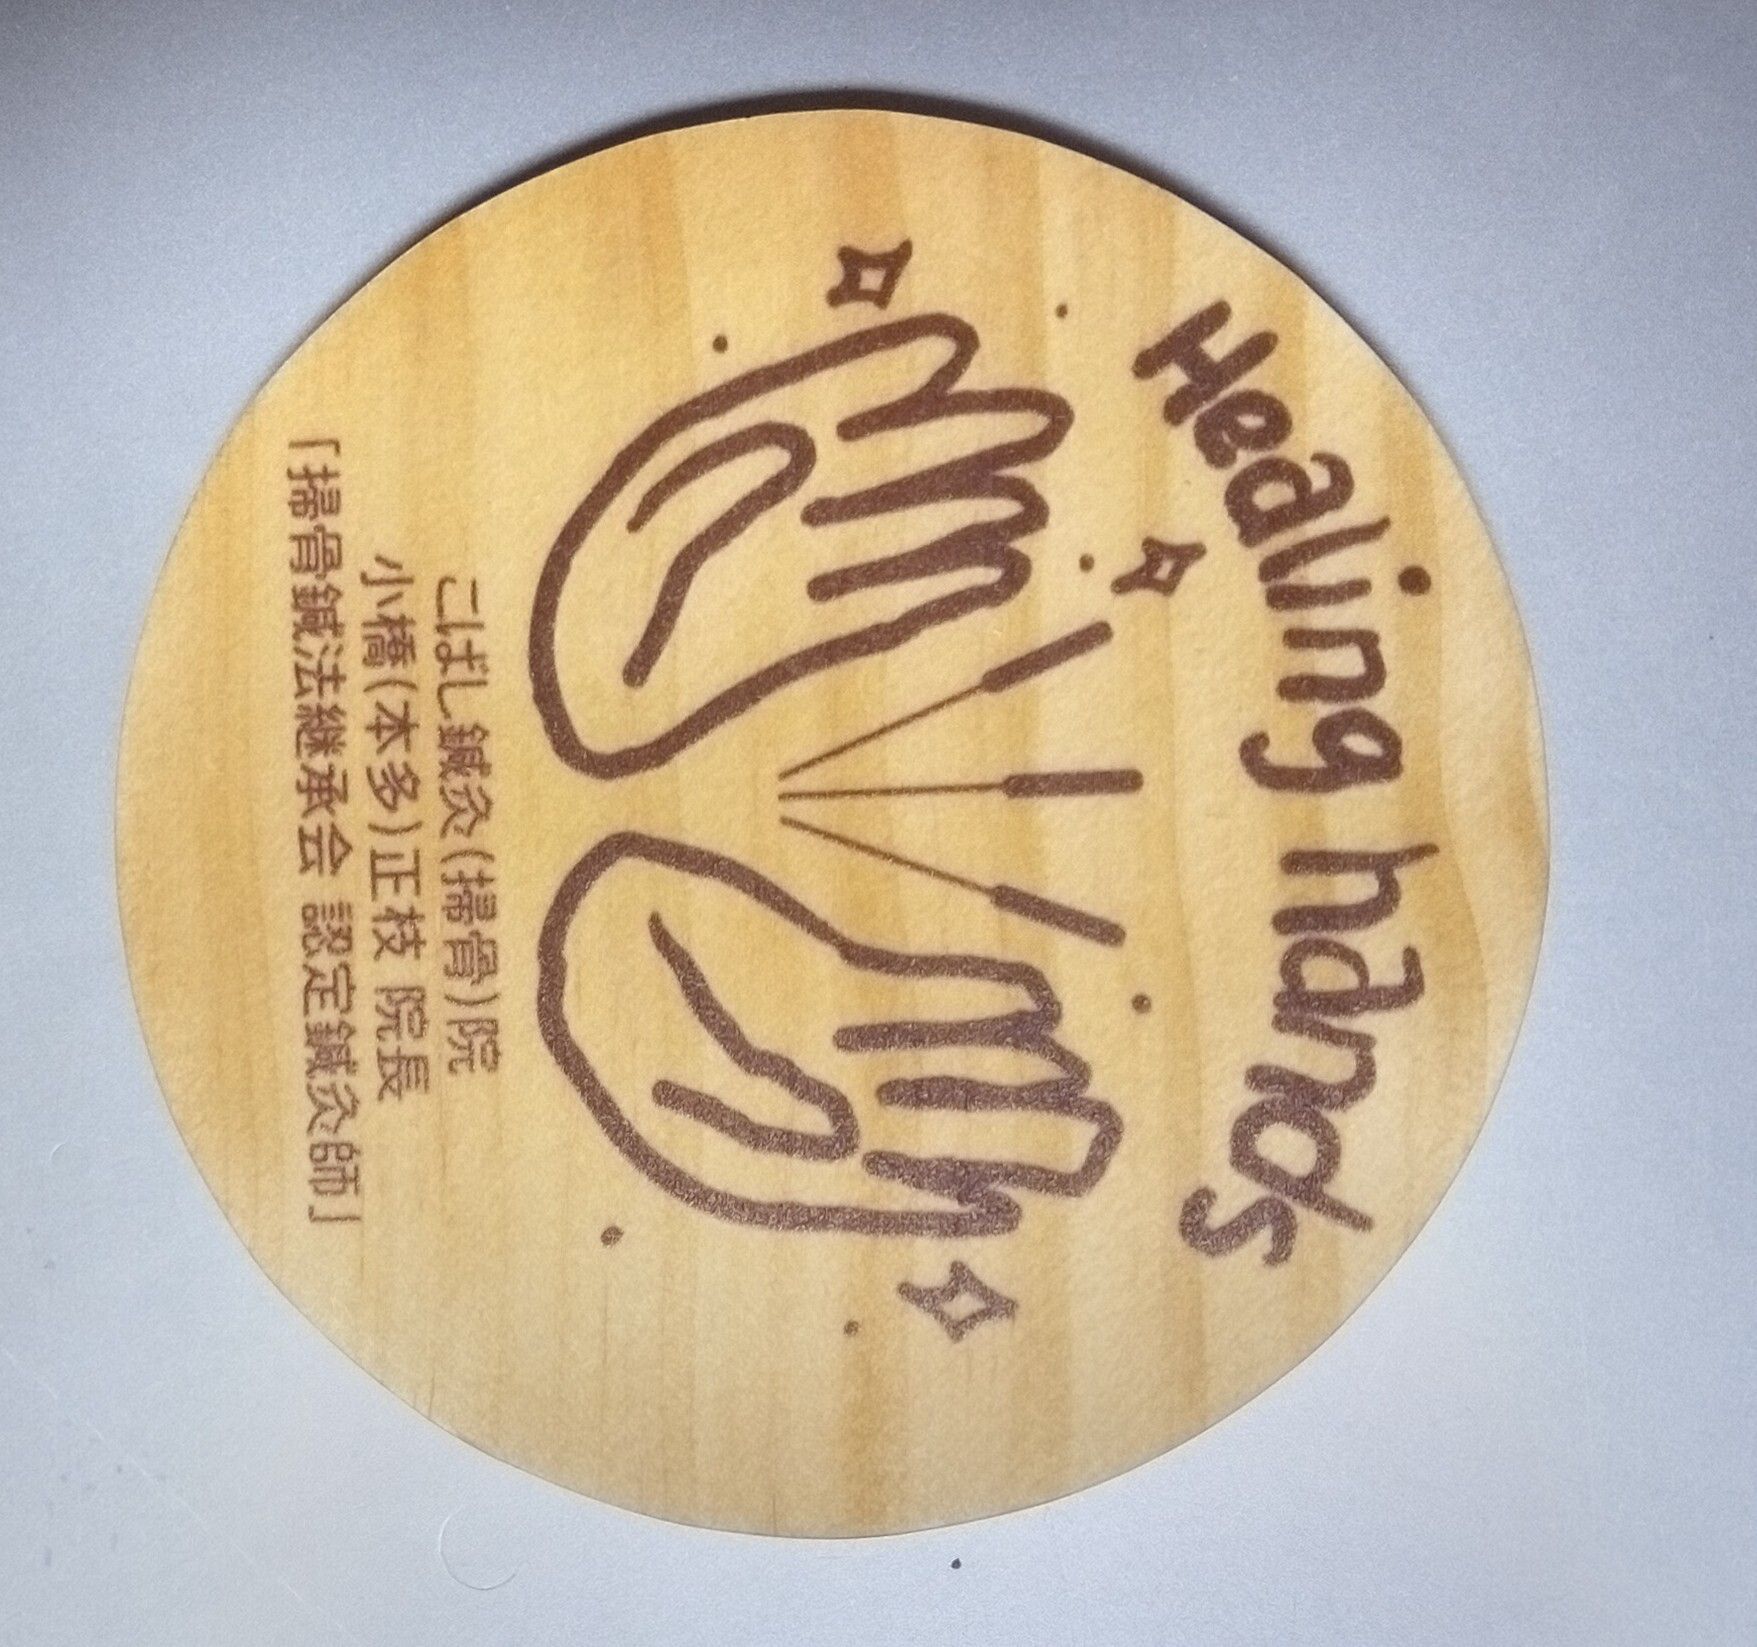 Healing hands
こばし鍼灸(掃骨)院
小橋(本多)正枝 院長
「掃骨鍼法継承会 認定鍼灸師」